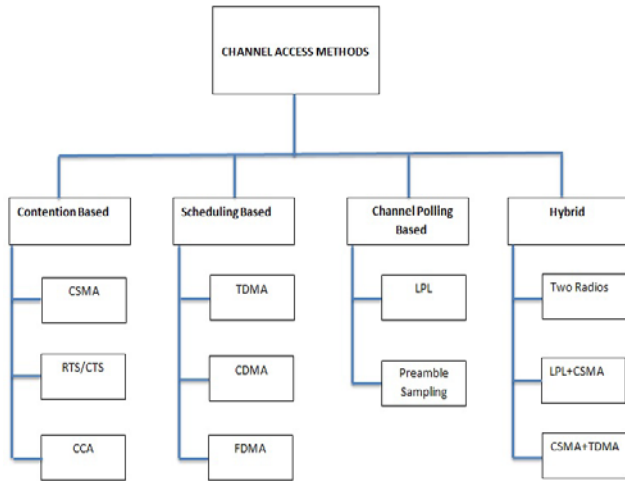 CHANNEL ACCESS METHODS
Contention Based
Scheduling Based
Channel Polling
Based
Hybrid
CSMA
TDMA
LPL
Two Radios
RTS/CTS
CDMA
Preamble
Sampling
LPL+CSMA
CCA
FDMA
CSMA+TDMA